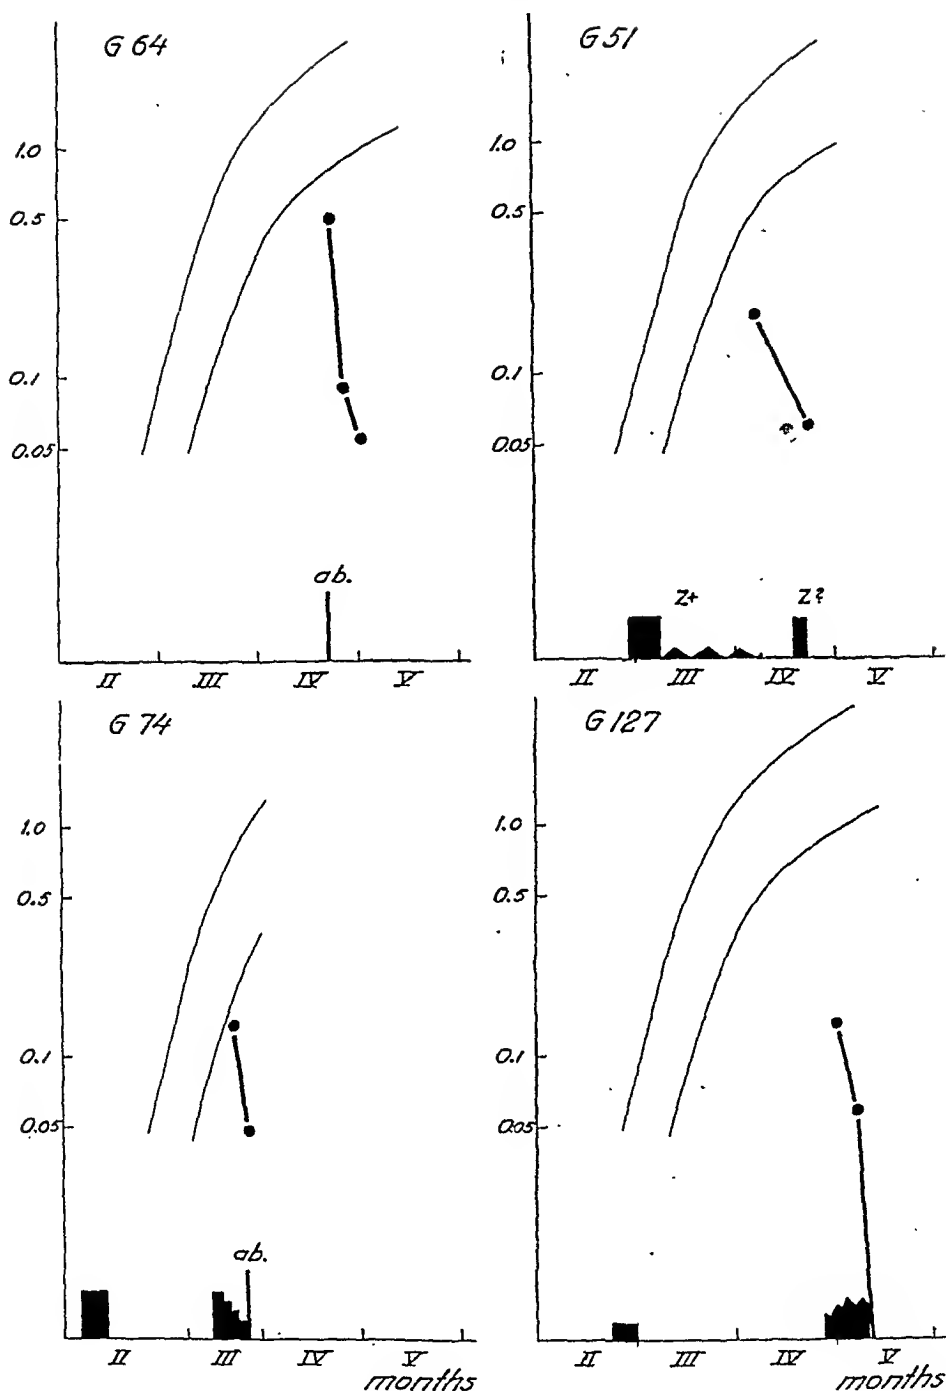 G 64
1.0
0.5
0.1
0.05
ab.
II III IV V
G 51
1.0
0.5
0.1
0.05
Z+ Z?
II III IV V
G 74
1.0
0.5
0.1
0.05
ab.
II III IV V
months
G 127
1.0
0.5
0.1
0.05
II III IV V
months